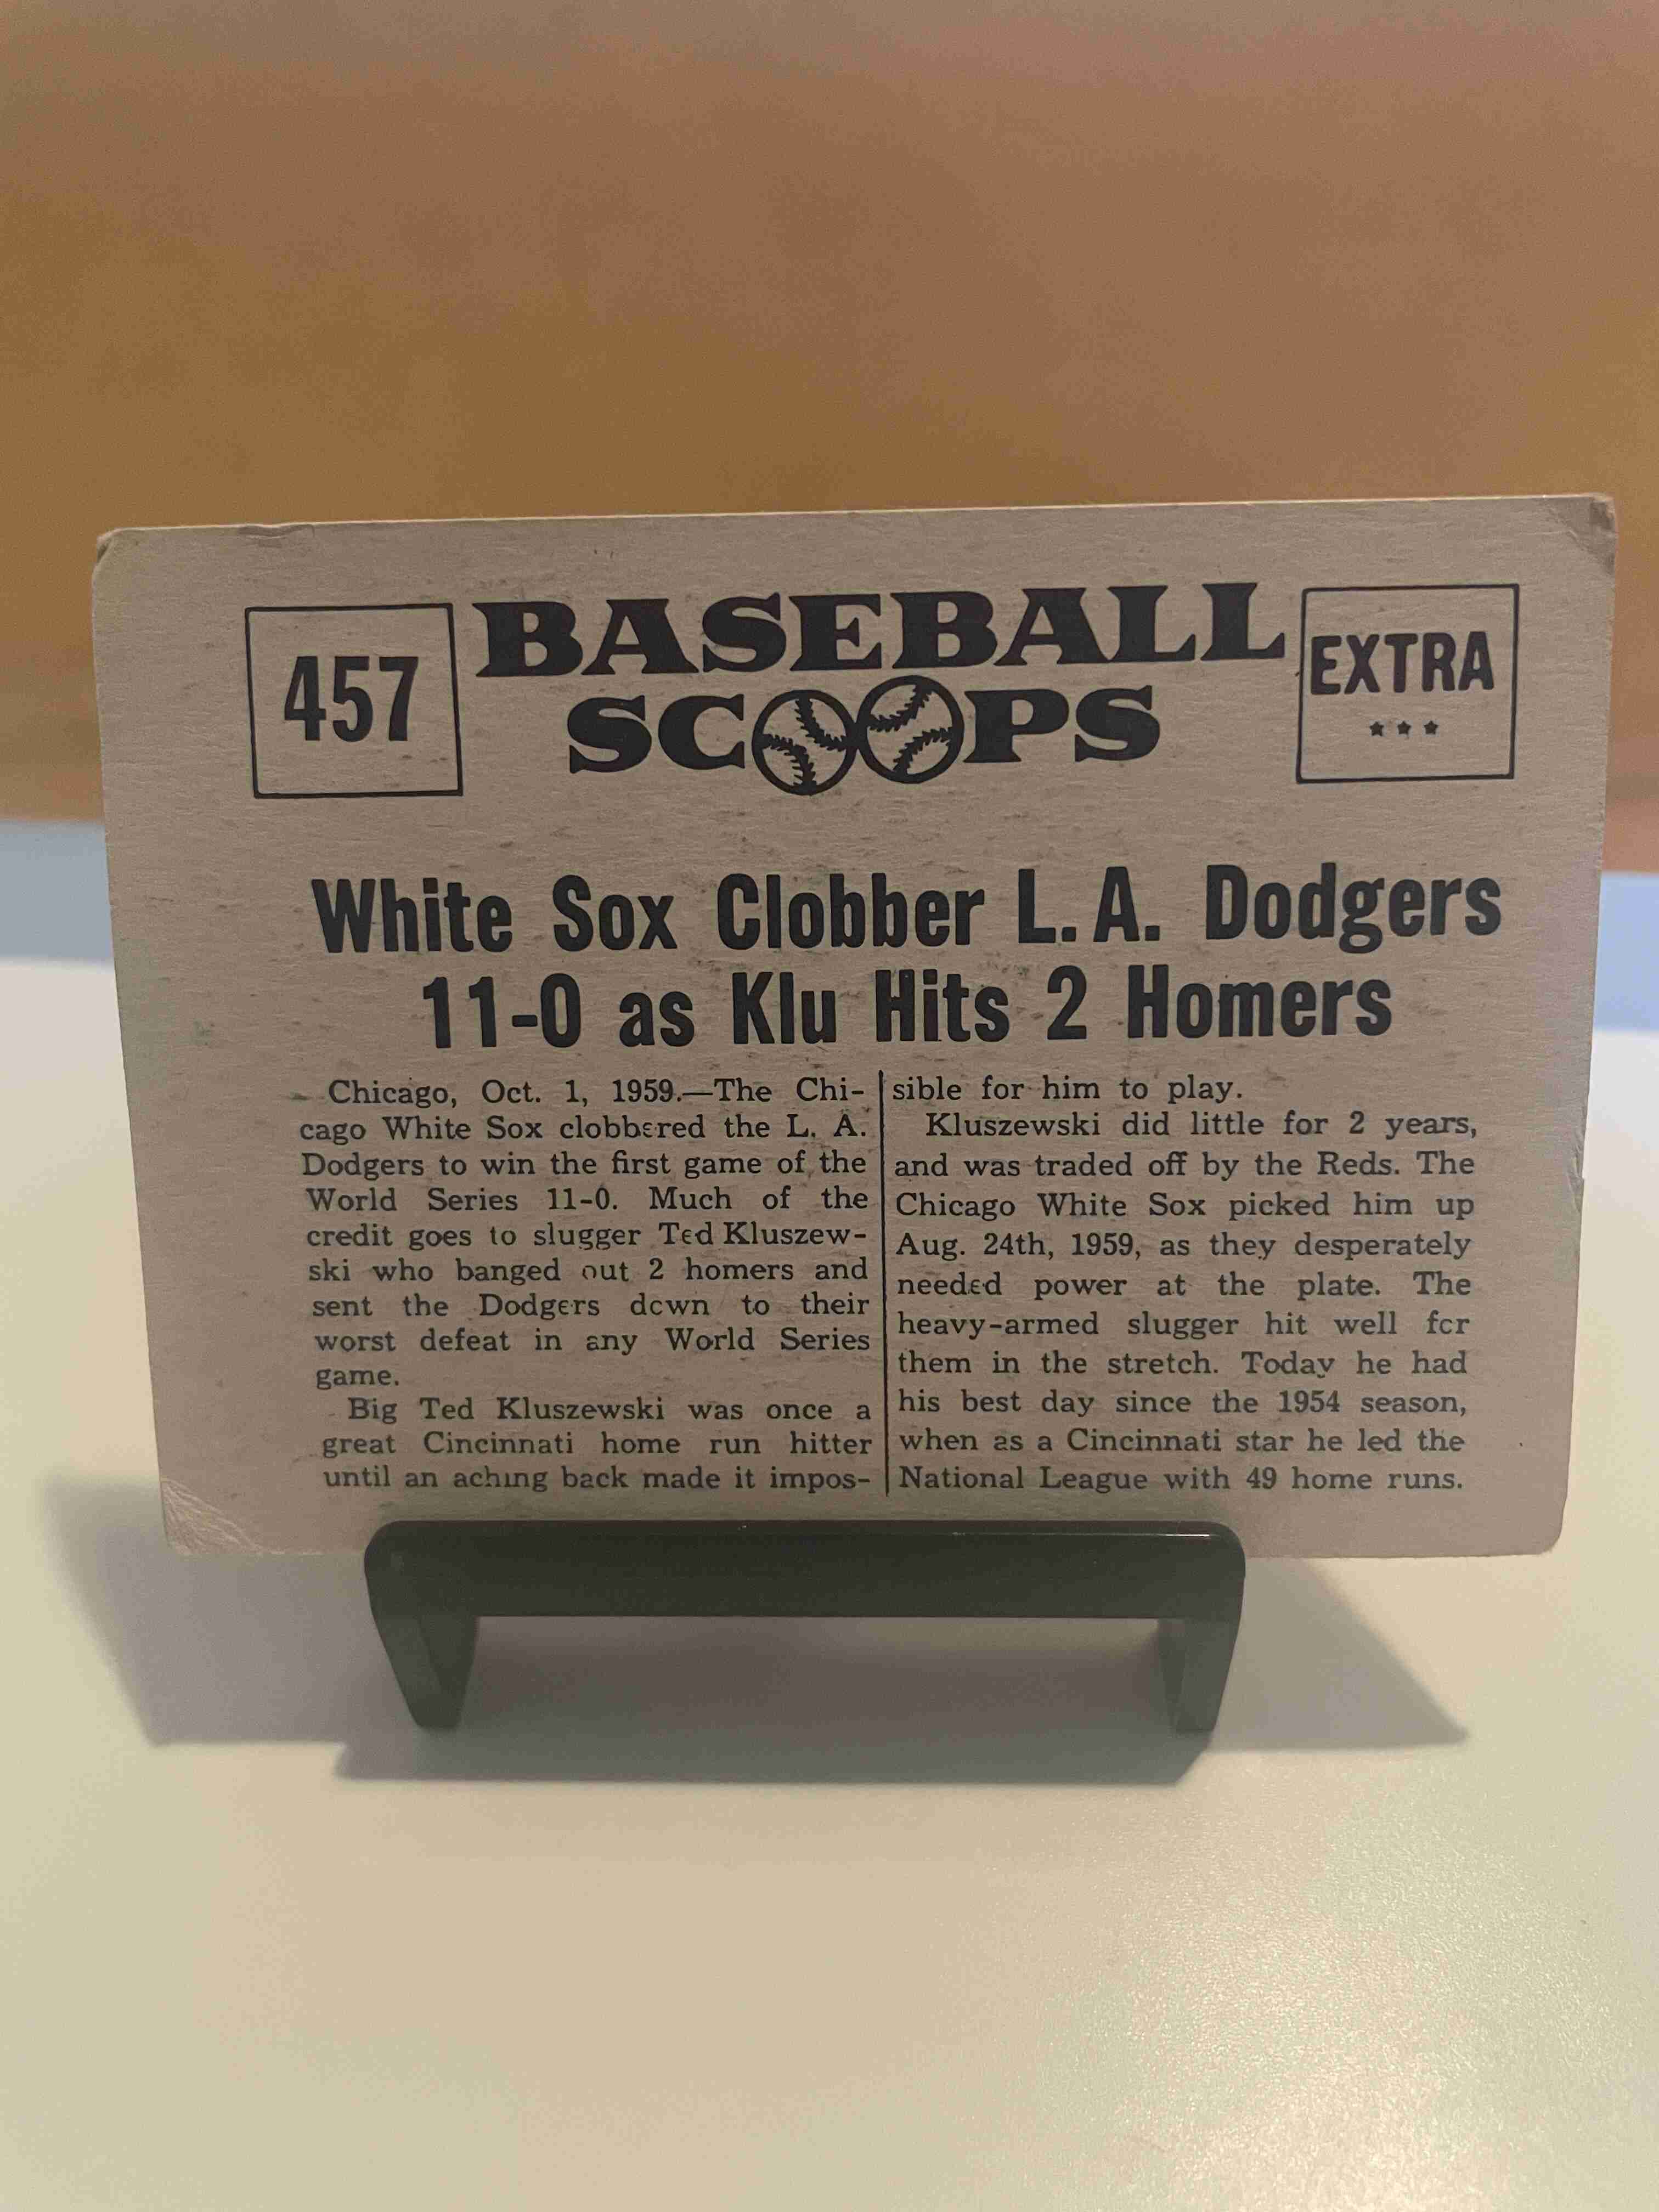 457
BASEBALL
SCOOPS
EXTRA
***
White Sox Clobber L.A. Dodgers
11-0 as Klu Hits 2 Homers
Chicago, Oct. 1, 1959.—The Chi-
cago White Sox clobbered the L. A.
Dodgers to win the first game of the
World Series 11-0. Much of the
credit goes to slugger Ted Kluszew-
ski who banged out 2 homers and
sent the Dodgers down to their
worst defeat in any World Series
game.
Big Ted Kluszewski was once a
great Cincinnati home run hitter
until an aching back made it impos-
sible for him to play.
Kluszewski did little for 2 years,
and was traded off by the Reds. The
Chicago White Sox picked him up
Aug. 24th, 1959, as they desperately
needed power at the plate. The
heavy-armed slugger hit well for
them in the stretch. Today he had
his best day since the 1954 season,
when as a Cincinnati star he led the
National League with 49 home runs.